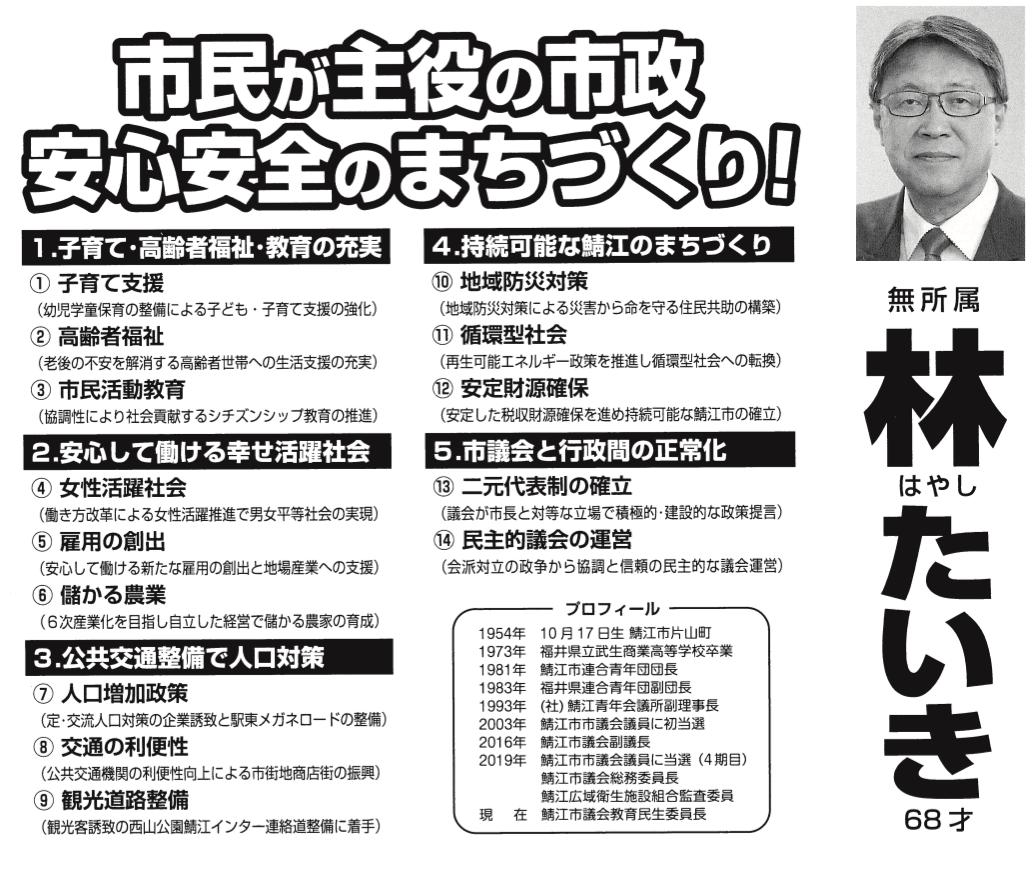 市民が主役の市政
安心安全のまちづくり!
1.子育て・高齢者福祉・教育の充実
① 子育て支援
(幼児学童保育の整備による子ども・子育て支援の強化)
② 高齢者福祉
(老後の不安を解消する高齢者世帯への生活支援の充実)
③ 市民活動教育
(協調性により社会貢献するシチズンシップ教育の推進)
2.安心して働ける幸せ活躍社会
④ 女性活躍社会
(働き方改革による女性活躍推進で男女平等社会の実現)
⑤ 雇用の創出
(安心して働ける新たな雇用の創出と地場産業への支援)
⑥ 儲かる農業
(6次産業化を目指し自立した経営で儲かる農家の育成)
3.公共交通整備で人口対策
⑦ 人口増加政策
(定・交流人口対策の企業誘致と駅東メガネロードの整備)
⑧ 交通の利便性
(公共交通機関の利便性向上による市街地商店街の振興)
⑨ 観光道路整備
(観光客誘致の西山公園鯖江インター連絡道整備に着手)
4.持続可能な鯖江のまちづくり
⑩ 地域防災対策
(地域防災対策による災害から命を守る住民共助の構築)
⑪ 循環型社会
(再生可能エネルギー政策を推進し循環型社会への転換)
⑫ 安定財源確保
(安定した税収財源確保を進め持続可能な鯖江市の確立)
5.市議会と行政間の正常化
⑬ 二元代表制の確立
(議会が市長と対等な立場で積極的・建設的な政策提言)
⑭ 民主的議会の運営
(会派対立の政争から協調と信頼の民主的な議会運営)
プロフィール
1954年 10月17日生 鯖江市片山町
1973年 福井県立武生商業高等学校卒業
1981年 鯖江市連合青年団団長
1983年 福井県連合青年団副団長
1993年 (社)鯖江青年会議所副理事長
2003年 鯖江市市議会議員に初当選
2016年 鯖江市議会副議長
2019年 鯖江市市議会議員に当選(4期目)
鯖江市議会総務委員長
鯖江広域衛生施設組合監査委員
現 在 鯖江市議会教育民生委員長
無所属
林
はやし
たいき
68才